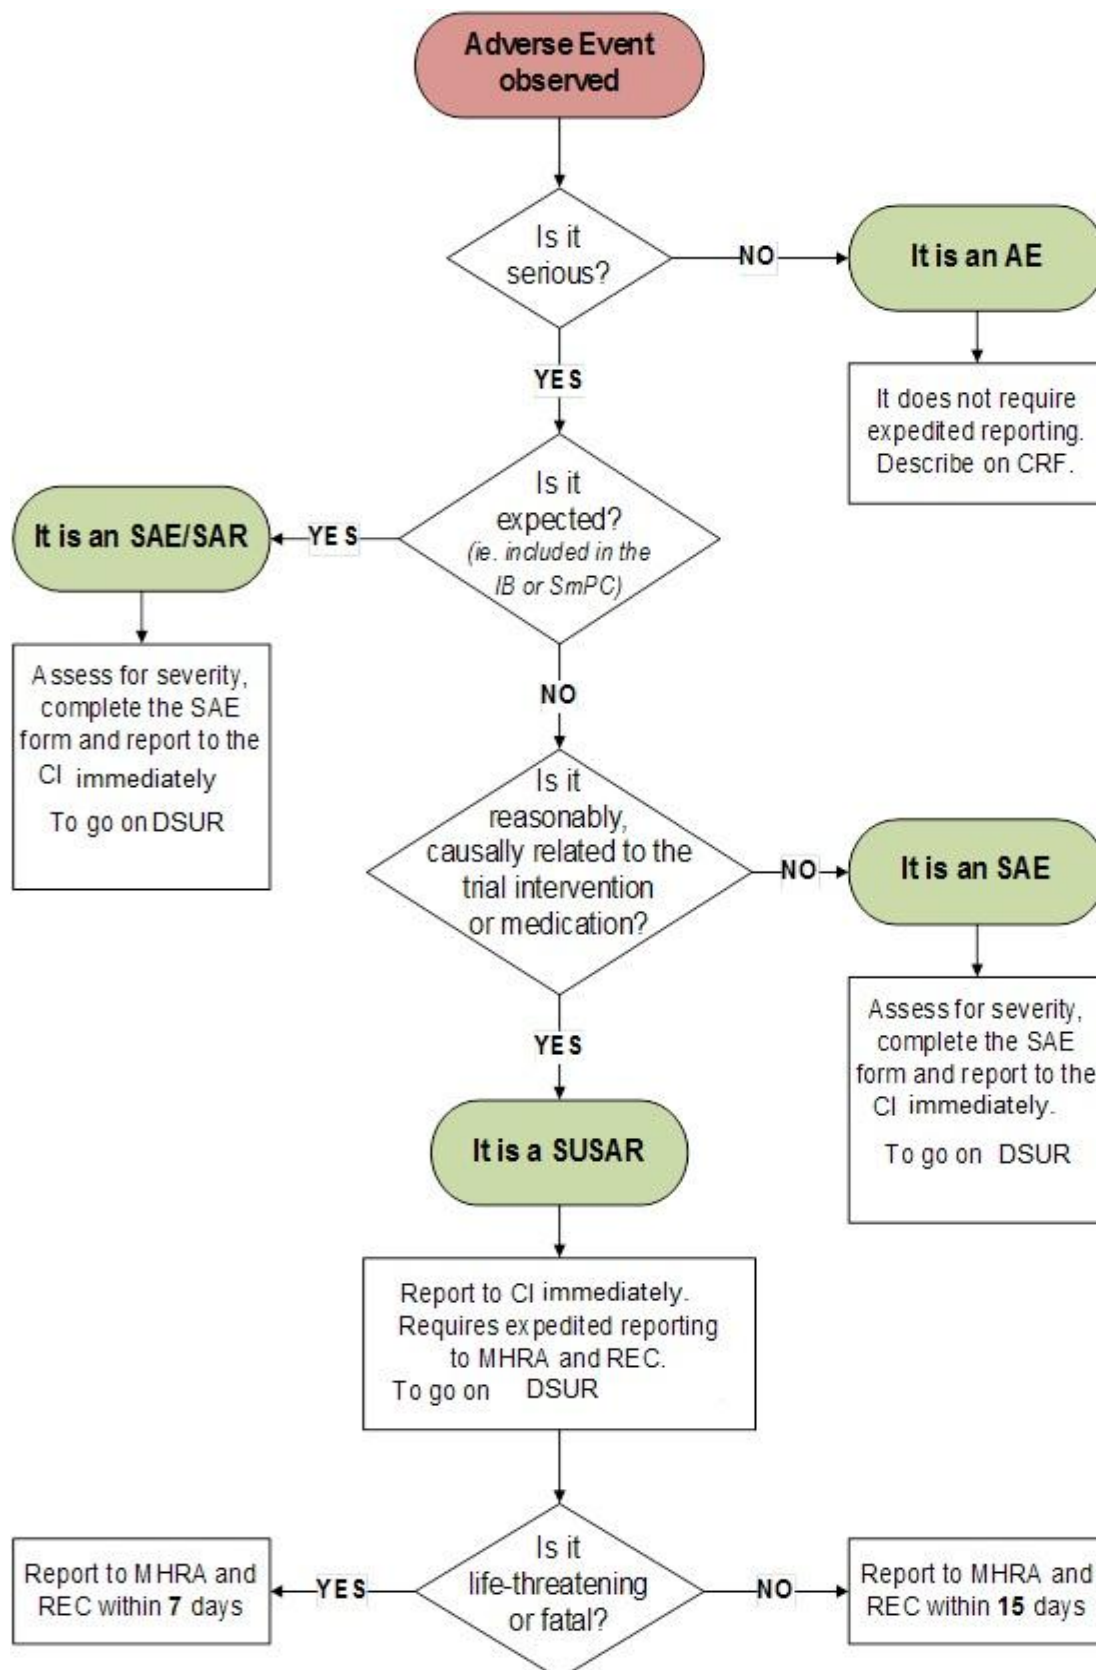 Adverse Event
observed
Is it
serious?
NO
It is an AE
It does not require
expedited reporting.
Describe on CRF.
YES
Is it
expected?
(ie. included in the
IB or SmPC)
YES
It is an SAE/SAR
Assess for severity,
complete the SAE
form and report to the
CI immediately
To go on DSUR
NO
Is it
reasonably,
causally related to the
trial intervention
or medication?
NO
It is an SAE
Assess for severity,
complete the SAE
form and report to the
CI immediately.
To go on DSUR
YES
It is a SUSAR
Report to CI immediately.
Requires expedited reporting
to MHRA and REC.
To go on DSUR
Is it
life-threatening
or fatal?
YES
Report to MHRA and
REC within 7 days
NO
Report to MHRA and
REC within 15 days